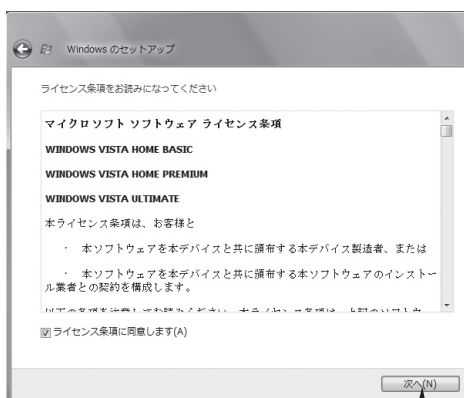 Windows のセットアップ
ライセンス条項をお読みになってください
マイクロソフト ソフトウェア ライセンス条項
WINDOWS VISTA HOME BASIC
WINDOWS VISTA HOME PREMIUM
WINDOWS VISTA ULTIMATE
本ライセンス条項は、お客様と
· 本ソフトウェアを本デバイスと共に頒布する本デバイス製造者、または
· 本ソフトウェアを本デバイスと共に頒布する本ソフトウェアのインストー
ル業者との契約を構成します。
ライセンス条項に同意します(A)
次へ(N)